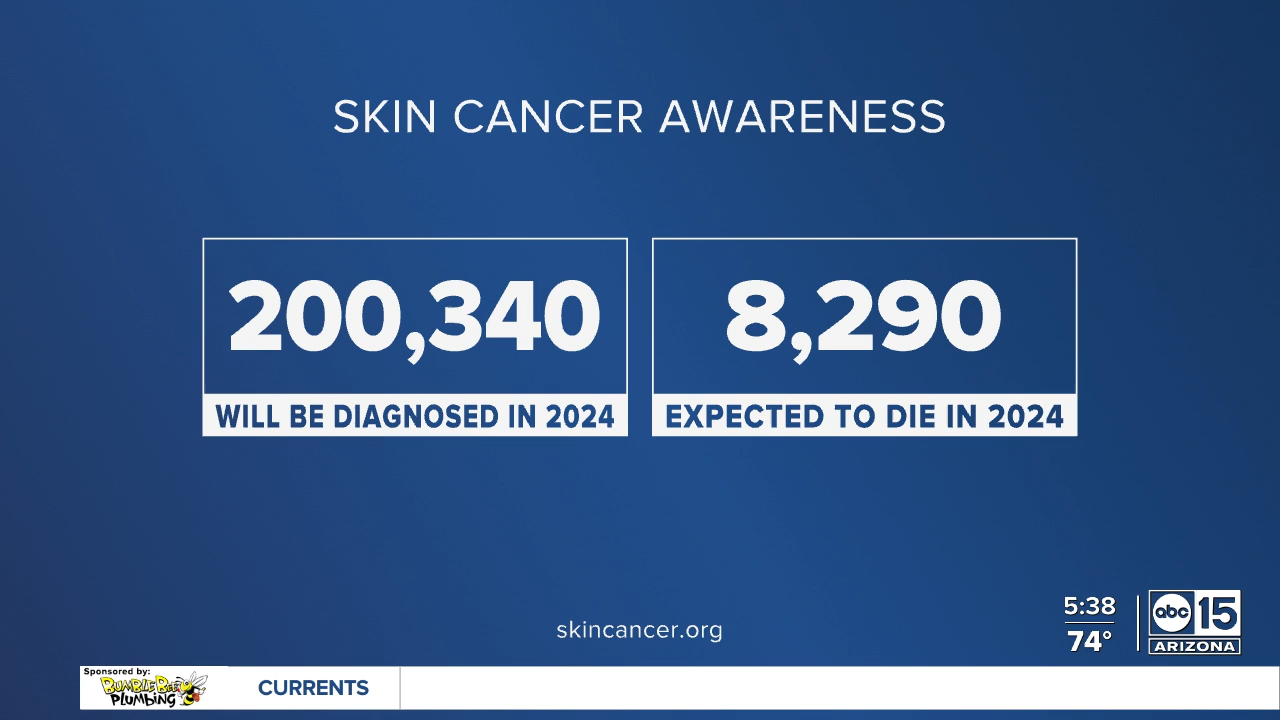 SKIN CANCER AWARENESS
200,340
WILL BE DIAGNOSED IN 2024
8,290
EXPECTED TO DIE IN 2024
skincancer.org
5:38
74°
abc 15
ARIZONA
Sponsored by:
BUMBLE BEE
PLUMBING
CURRENTS